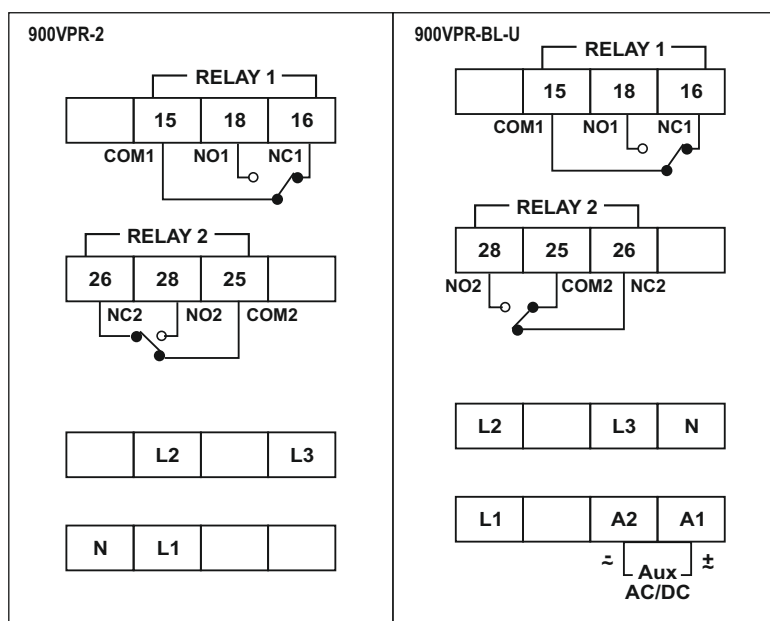 900VPR-2
RELAY 1
15 18 16
COM1 NO1 NC1
RELAY 2
26 28 25
NC2 NO2 COM2
L2 L3
N L1
900VPR-BL-U
RELAY 1
15 18 16
COM1 NO1 NC1
RELAY 2
28 25 26
NO2 COM2 NC2
L2 L3 N
L1 A2 A1
Aux
AC/DC